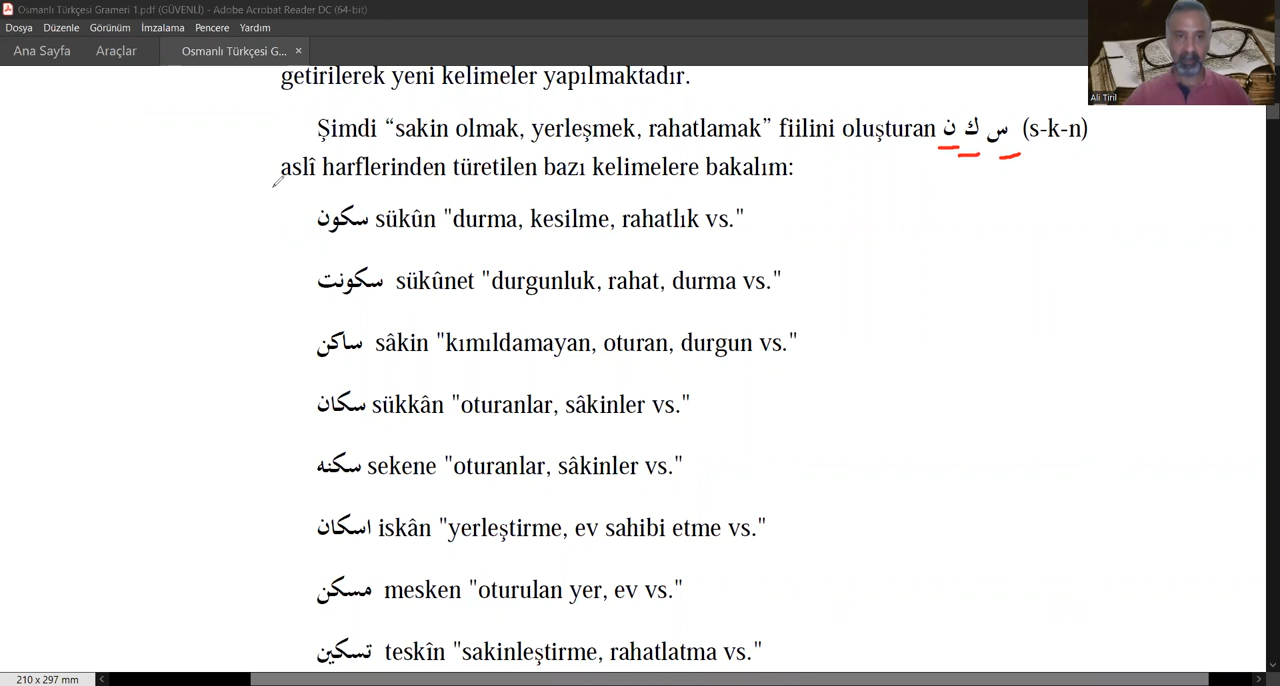 Osmanlı Türkçesi Grameri 1.pdf (GÜVENLİ) - Adobe Acrobat Reader DC (64-bit)
Dosya Düzenle Görünüm İmzalama Pencere Yardım
Ana Sayfa Araçlar Osmanlı Türkçesi G... ×
Ali Tiril
getirilerek yeni kelimeler yapılmaktadır.
Şimdi “sakin olmak, yerleşmek, rahatlamak” fiilini oluşturan س ك ن (s-k-n)
aslî harflerinden türetilen bazı kelimelere bakalım:
سكون sükûn "durma, kesilme, rahatlık vs."
سكونت sükûnet "durgunluk, rahat, durma vs."
ساكن sâkin "kımıldamayan, oturan, durgun vs."
سكان sükkân "oturanlar, sâkinler vs."
سكنه sekene "oturanlar, sâkinler vs."
اسكان iskân "yerleştirme, ev sahibi etme vs."
مسكن mesken "oturulan yer, ev vs."
تسكين teskîn "sakinleştirme, rahatlatma vs."
210 x 297 mm